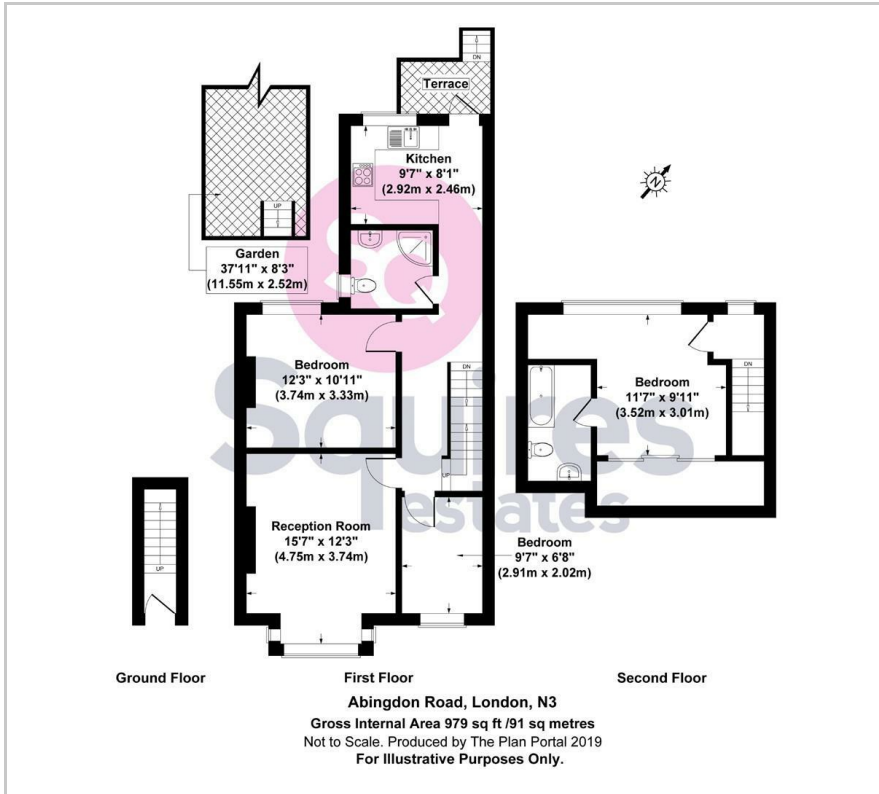 DN
Terrace
Kitchen
9'7" x 8'1"
(2.92m x 2.46m)
N
UP
Garden
37'11" x 8'3"
(11.55m x 2.52m)
SQ
Bedroom
12'3" x 10'11"
(3.74m x 3.33m)
DN
UP
Bedroom
11'7" x 9'11"
(3.52m x 3.01m)
DN
Squires
estates
Reception Room
15'7" x 12'3"
(4.75m x 3.74m)
Bedroom
9'7" x 6'8"
(2.91m x 2.02m)
UP
Ground Floor
First Floor
Second Floor
Abingdon Road, London, N3
Gross Internal Area 979 sq ft /91 sq metres
Not to Scale. Produced by The Plan Portal 2019
For Illustrative Purposes Only.